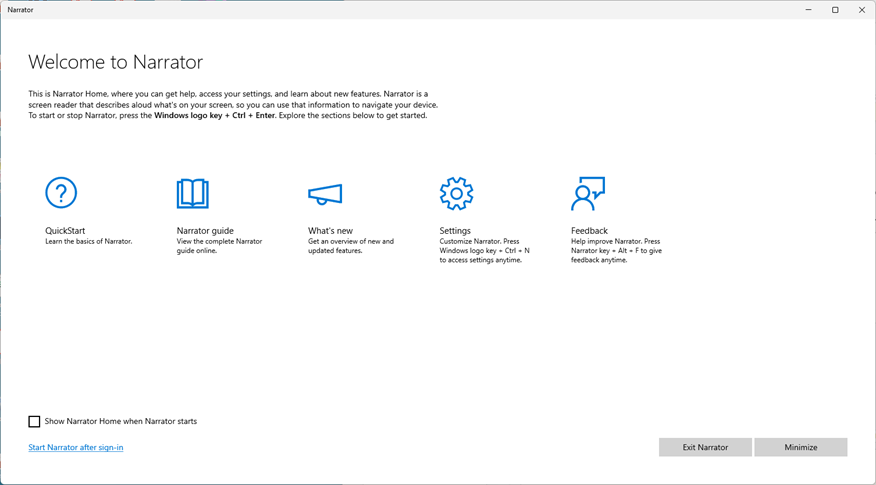 Narrator
Welcome to Narrator
This is Narrator Home, where you can get help, access your settings, and learn about new features. Narrator is a
screen reader that describes aloud what's on your screen, so you can use that information to navigate your device.
To start or stop Narrator, press the Windows logo key + Ctrl + Enter. Explore the sections below to get started.
QuickStart
Learn the basics of Narrator.
Narrator guide
View the complete Narrator
guide online.
What's new
Get an overview of new and
updated features.
Settings
Customize Narrator. Press
Windows logo key + Ctrl + N
to access settings anytime.
Feedback
Help improve Narrator. Press
Narrator key + Alt + F to give
feedback anytime.
Show Narrator Home when Narrator starts
Start Narrator after sign-in
Exit Narrator
Minimize